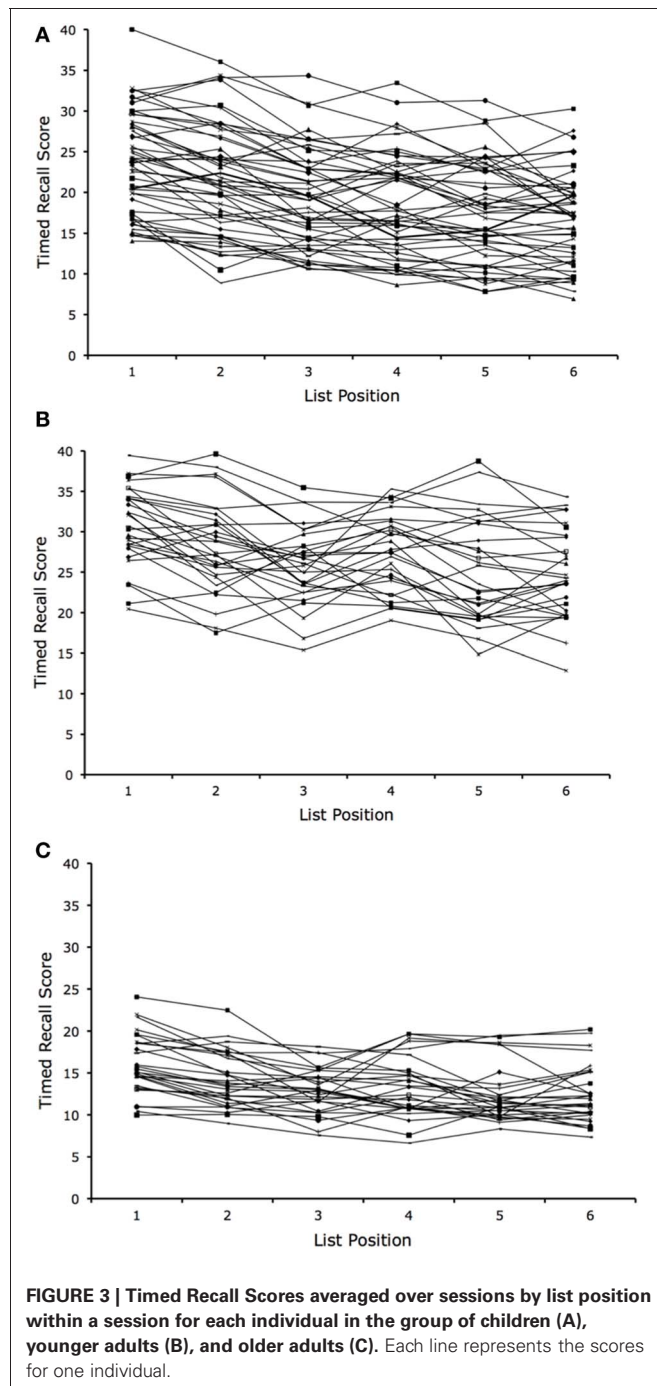 A
40
35
30
25
20
15
10
5
0
Timed Recall Score
1 2 3 4 5 6
List Position
B
40
35
30
25
20
15
10
5
0
Timed Recall Score
1 2 3 4 5 6
List Position
C
40
35
30
25
20
15
10
5
0
Timed Recall Score
1 2 3 4 5 6
List Position
FIGURE 3 | Timed Recall Scores averaged over sessions by list position
within a session for each individual in the group of children (A),
younger adults (B), and older adults (C). Each line represents the scores
for one individual.